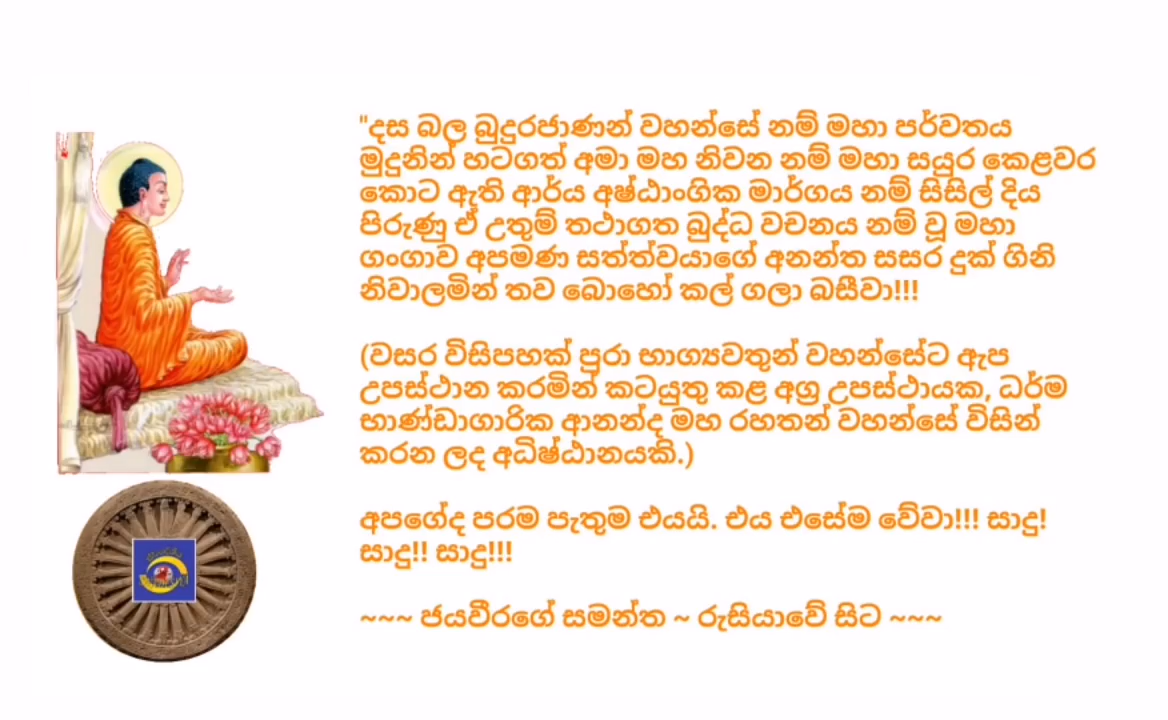 "දස බල බුදුරජාණන් වහන්සේ නම් මහා පර්වතය
මුදුනින් හටගත් අමා මහ නිවන නම් මහා සයුර කෙළවර
කොට ඇති ආර්ය අෂ්ඨාංගික මාර්ගය නම් සිසිල් දිය
පිරුණු ඒ උතුම් තථාගත බුද්ධ වචනය නම් වූ මහා
ගංගාව අපමණ සත්ත්වයාගේ අනන්ත සසර දුක් ගිනි
නිවාලමින් තව බොහෝ කල් ගලා බසීවා!!!
(වසර විසිපහක් පුරා භාග්‍යවතුන් වහන්සේට ඇප
උපස්ථාන කරමින් කටයුතු කළ අග්‍ර උපස්ථායක, ධර්ම
භාණ්ඩාගාරික ආනන්ද මහ රහතන් වහන්සේ විසින්
කරන ලද අධිෂ්ඨානයකි.)
අපගේද පරම පැතුම එයයි. එය එසේම වේවා!!! සාදු!
සාදු!! සාදු!!!
~~~ ජයවීරගේ සමන්ත ~ රුසියාවේ සිට ~~~